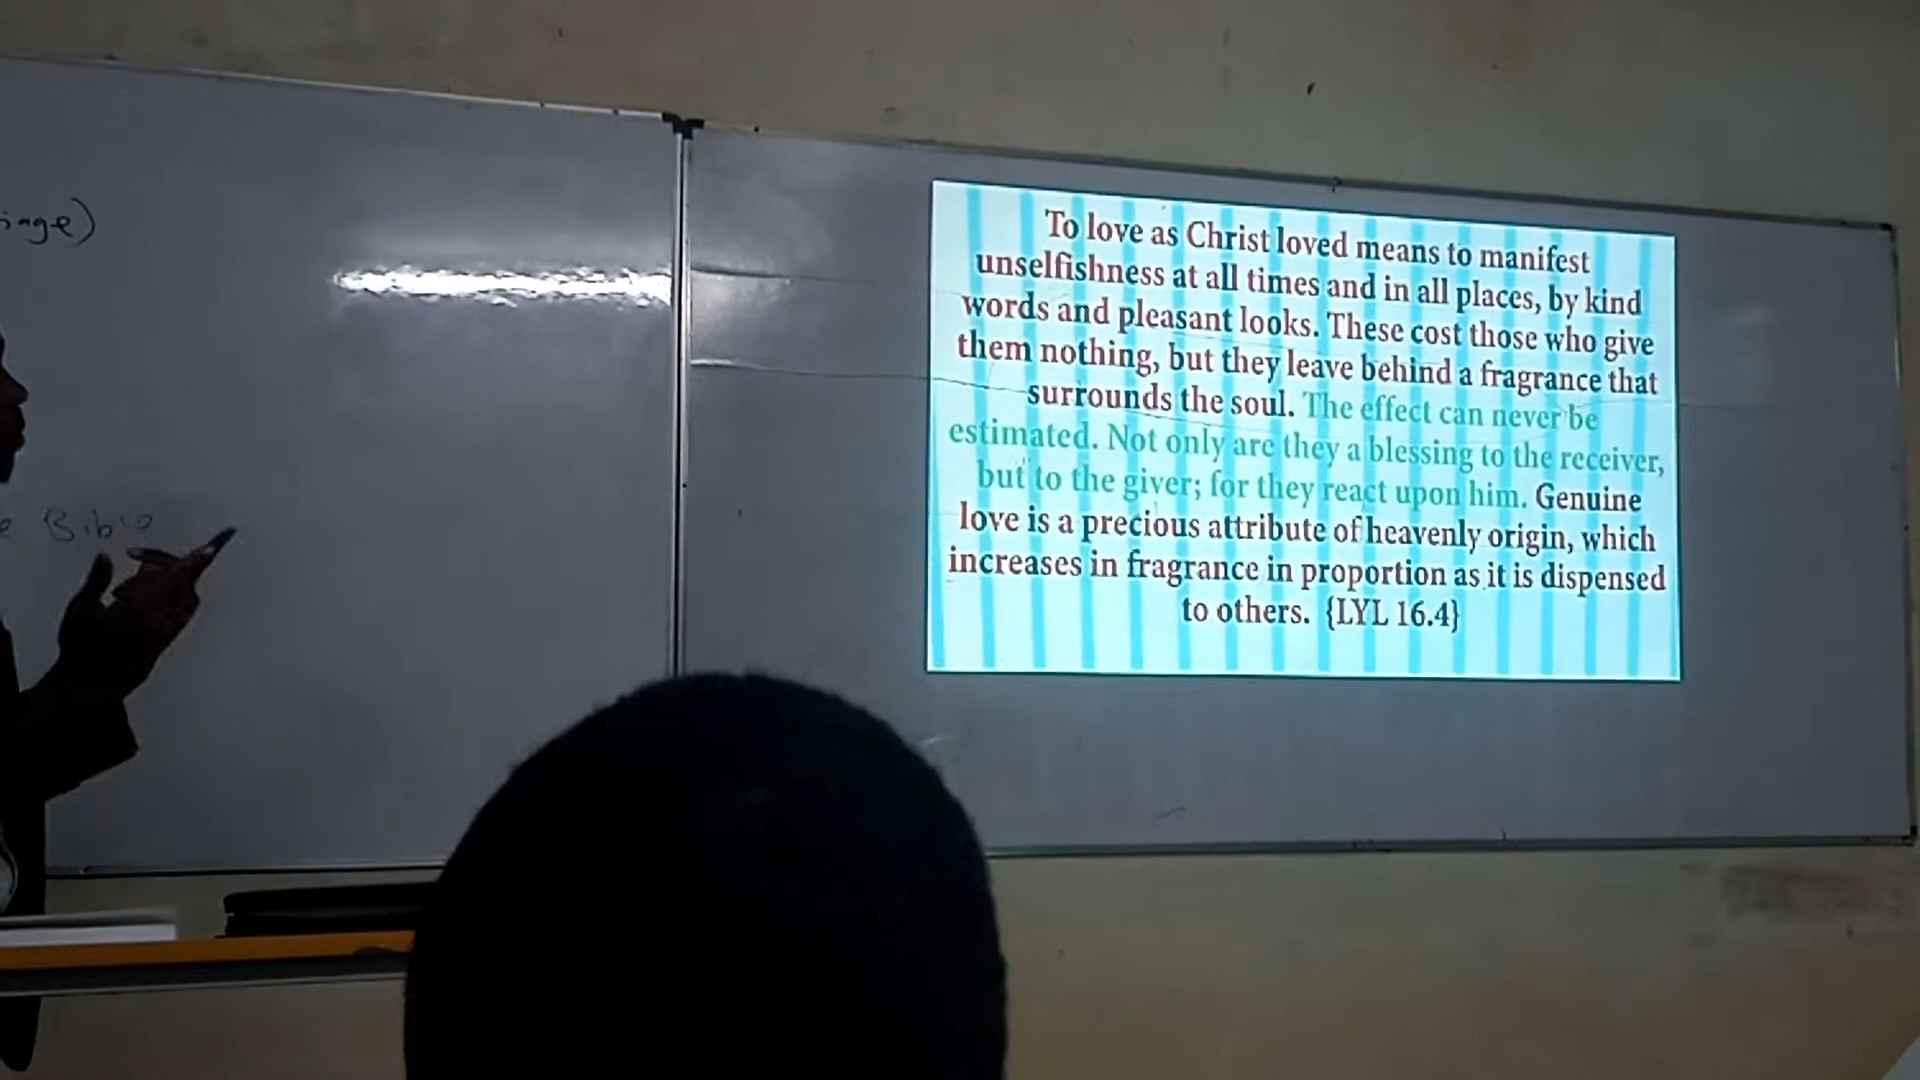 To love as Christ loved means to manifest
unselfishness at all times and in all places, by kind
words and pleasant looks. These cost those who give
them nothing, but they leave behind a fragrance that
surrounds the soul. The effect can never be
estimated. Not only are they a blessing to the receiver,
but to the giver; for they react upon him. Genuine
love is a precious attribute of heavenly origin, which
increases in fragrance in proportion as it is dispensed
to others. {LYL 16.4}
Bible